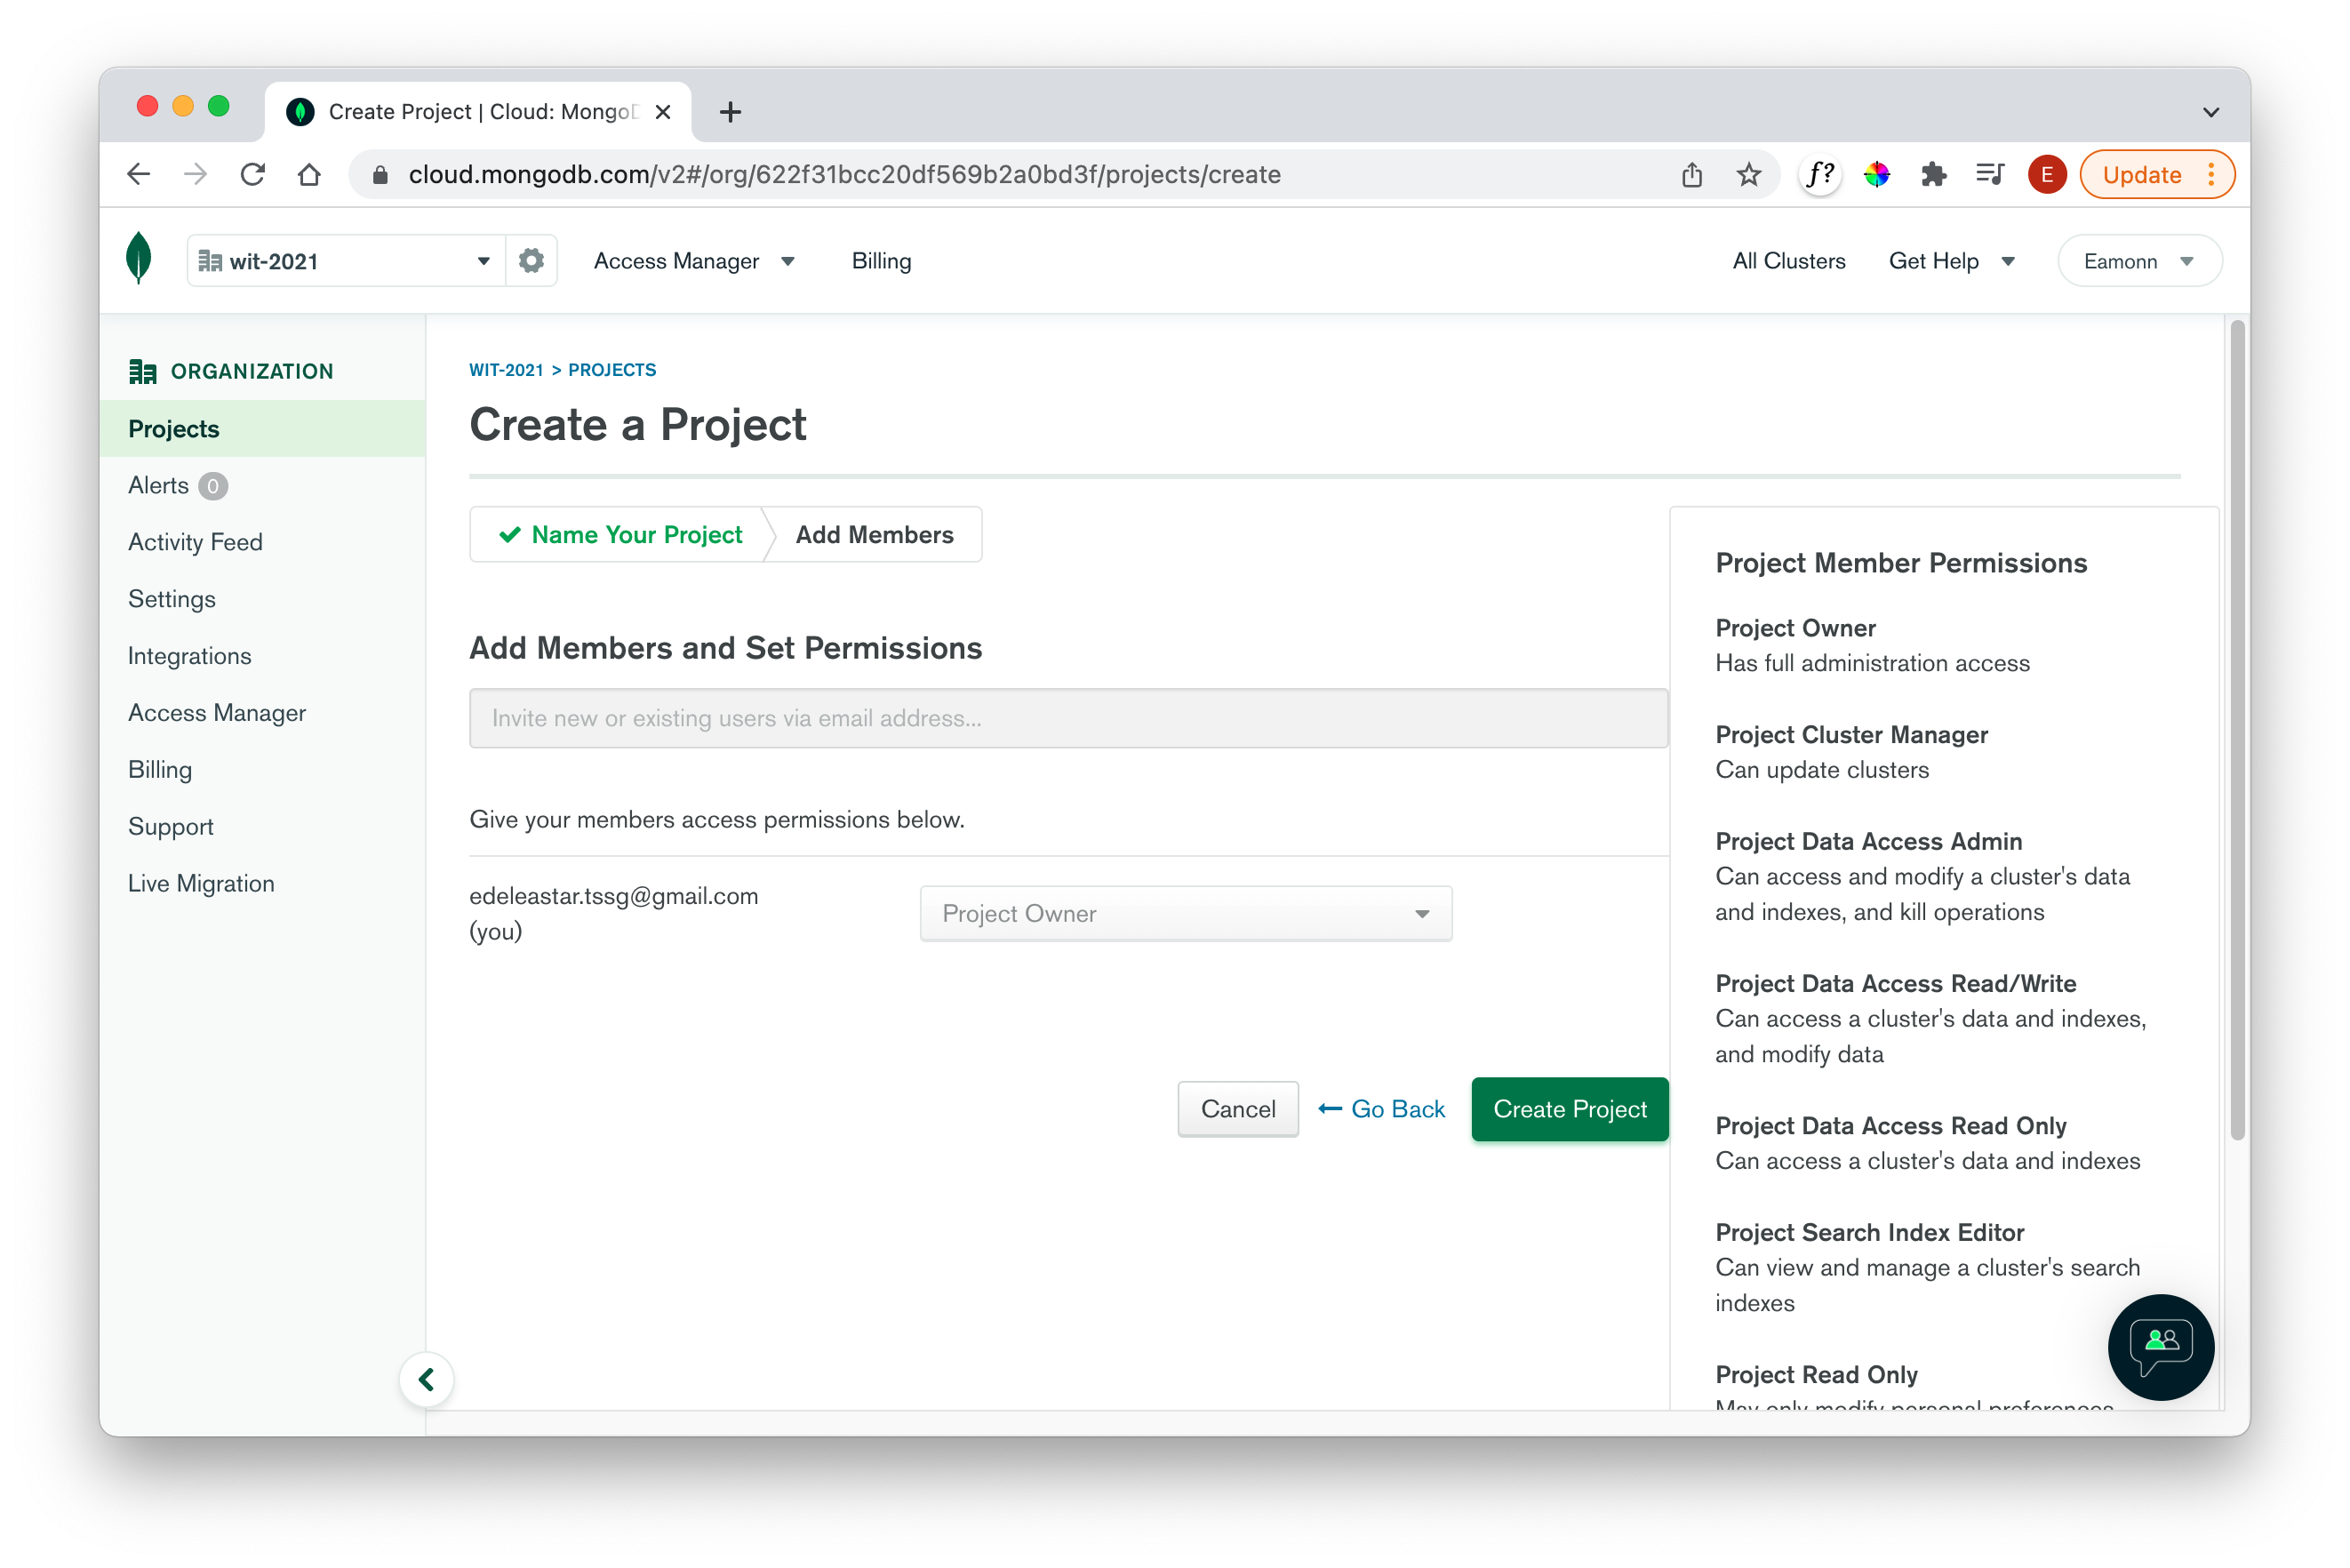 Create Project | Cloud: Mongo
cloud.mongodb.com/v2#/org/622f31bcc20df569b2a0bd3f/projects/create
f?
E
Update
wit-2021
Access Manager
Billing
All Clusters
Get Help
Eamonn
ORGANIZATION
Projects
Alerts 0
Activity Feed
Settings
Integrations
Access Manager
Billing
Support
Live Migration
WIT-2021 > PROJECTS
Create a Project
Name Your Project
Add Members
Add Members and Set Permissions
Invite new or existing users via email address...
Give your members access permissions below.
edeleastar.tssg@gmail.com
(you)
Project Owner
Cancel
Go Back
Create Project
Project Member Permissions
Project Owner
Has full administration access
Project Cluster Manager
Can update clusters
Project Data Access Admin
Can access and modify a cluster's data
and indexes, and kill operations
Project Data Access Read/Write
Can access a cluster's data and indexes,
and modify data
Project Data Access Read Only
Can access a cluster's data and indexes
Project Search Index Editor
Can view and manage a cluster's search
indexes
Project Read Only
May only modify personal preferences